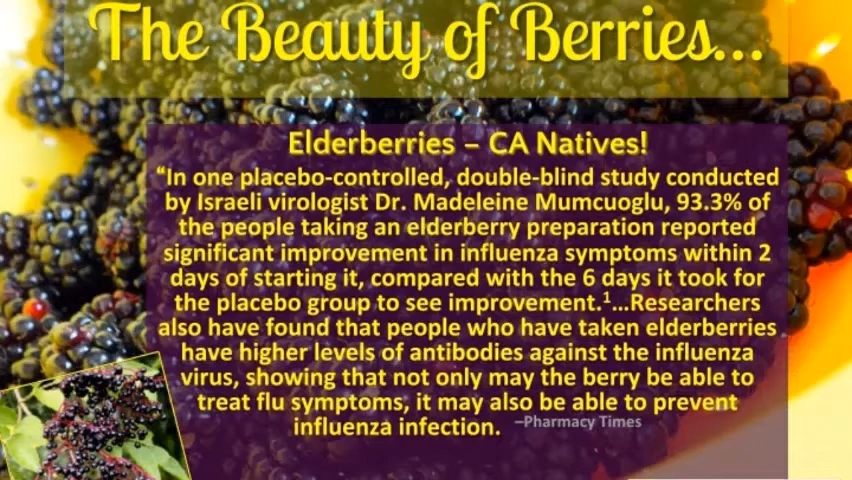 The Beauty of Berries...
Elderberries – CA Natives!
“In one placebo-controlled, double-blind study conducted
by Israeli virologist Dr. Madeleine Mumcuoglu, 93.3% of
the people taking an elderberry preparation reported
significant improvement in influenza symptoms within 2
days of starting it, compared with the 6 days it took for
the placebo group to see improvement.¹...Researchers
also have found that people who have taken elderberries
have higher levels of antibodies against the influenza
virus, showing that not only may the berry be able to
treat flu symptoms, it may also be able to prevent
influenza infection. –Pharmacy Times